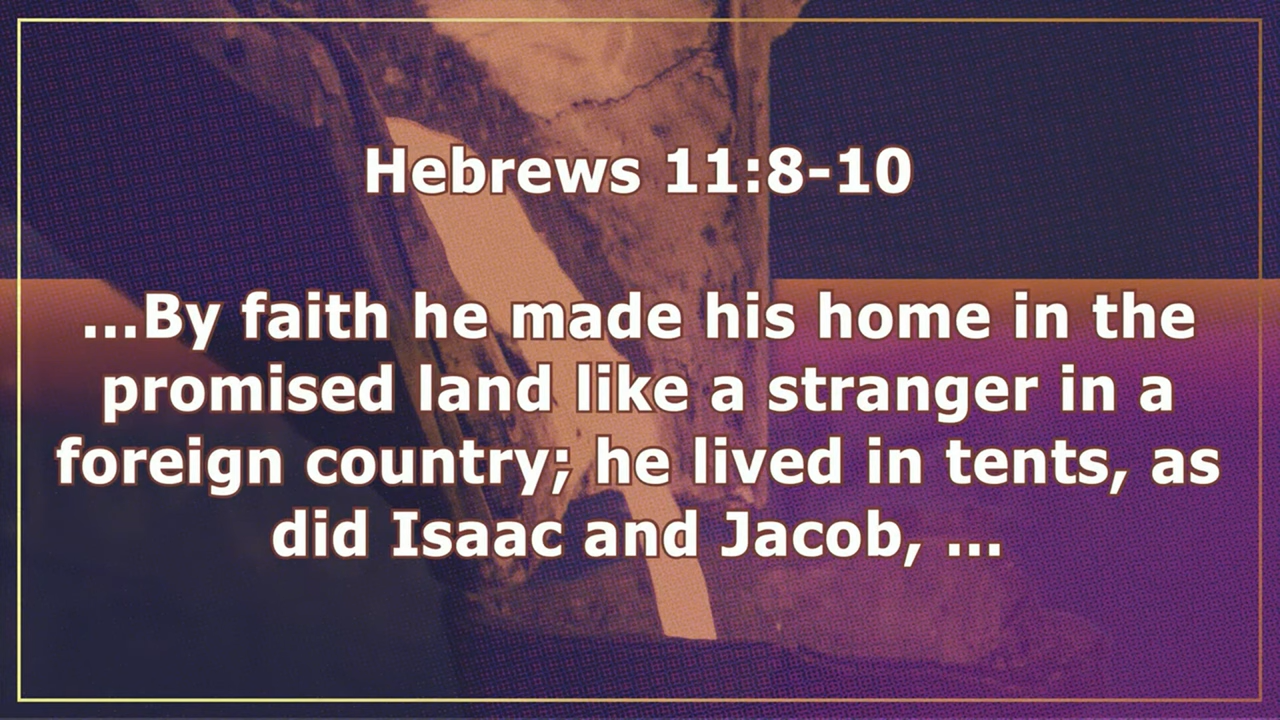 Hebrews 11:8-10
...By faith he made his home in the
promised land like a stranger in a
foreign country; he lived in tents, as
did Isaac and Jacob, ...